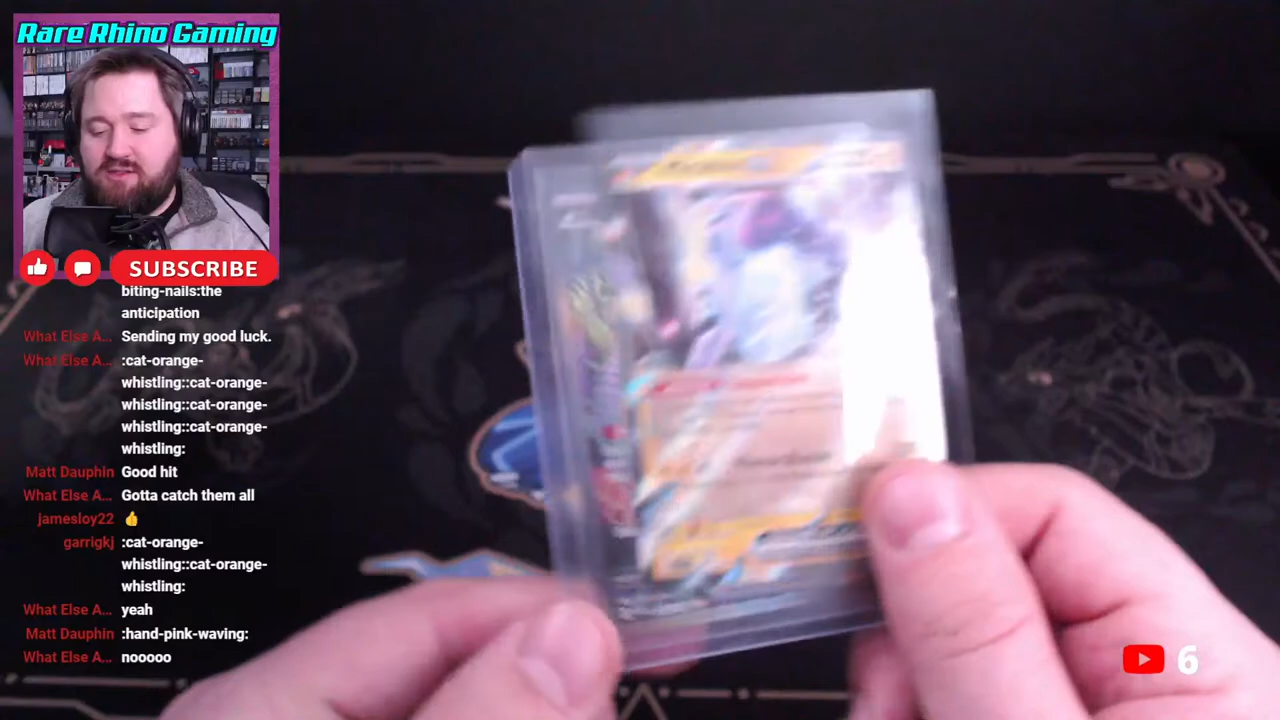 Rare Rhino Gaming
SUBSCRIBE
biting-nails:the
anticipation
What Else A... Sending my good luck.
What Else A... :cat-orange-
whistling::cat-orange-
whistling::cat-orange-
whistling::cat-orange-
whistling:
Matt Dauphin Good hit
What Else A... Gotta catch them all
jamesloy22 👍
garrigkj :cat-orange-
whistling::cat-orange-
whistling:
What Else A... yeah
Matt Dauphin :hand-pink-waving:
What Else A... nooooo
6